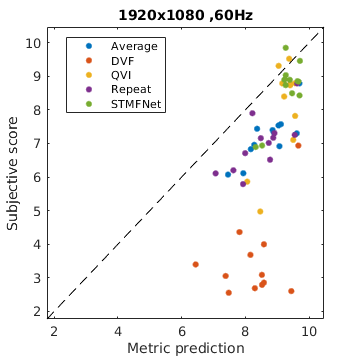 1920x1080 ,60Hz
Average
DVF
QVI
Repeat
STMFNet
Subjective score
10
9
8
7
6
5
4
3
2
2 4 6 8 10
Metric prediction